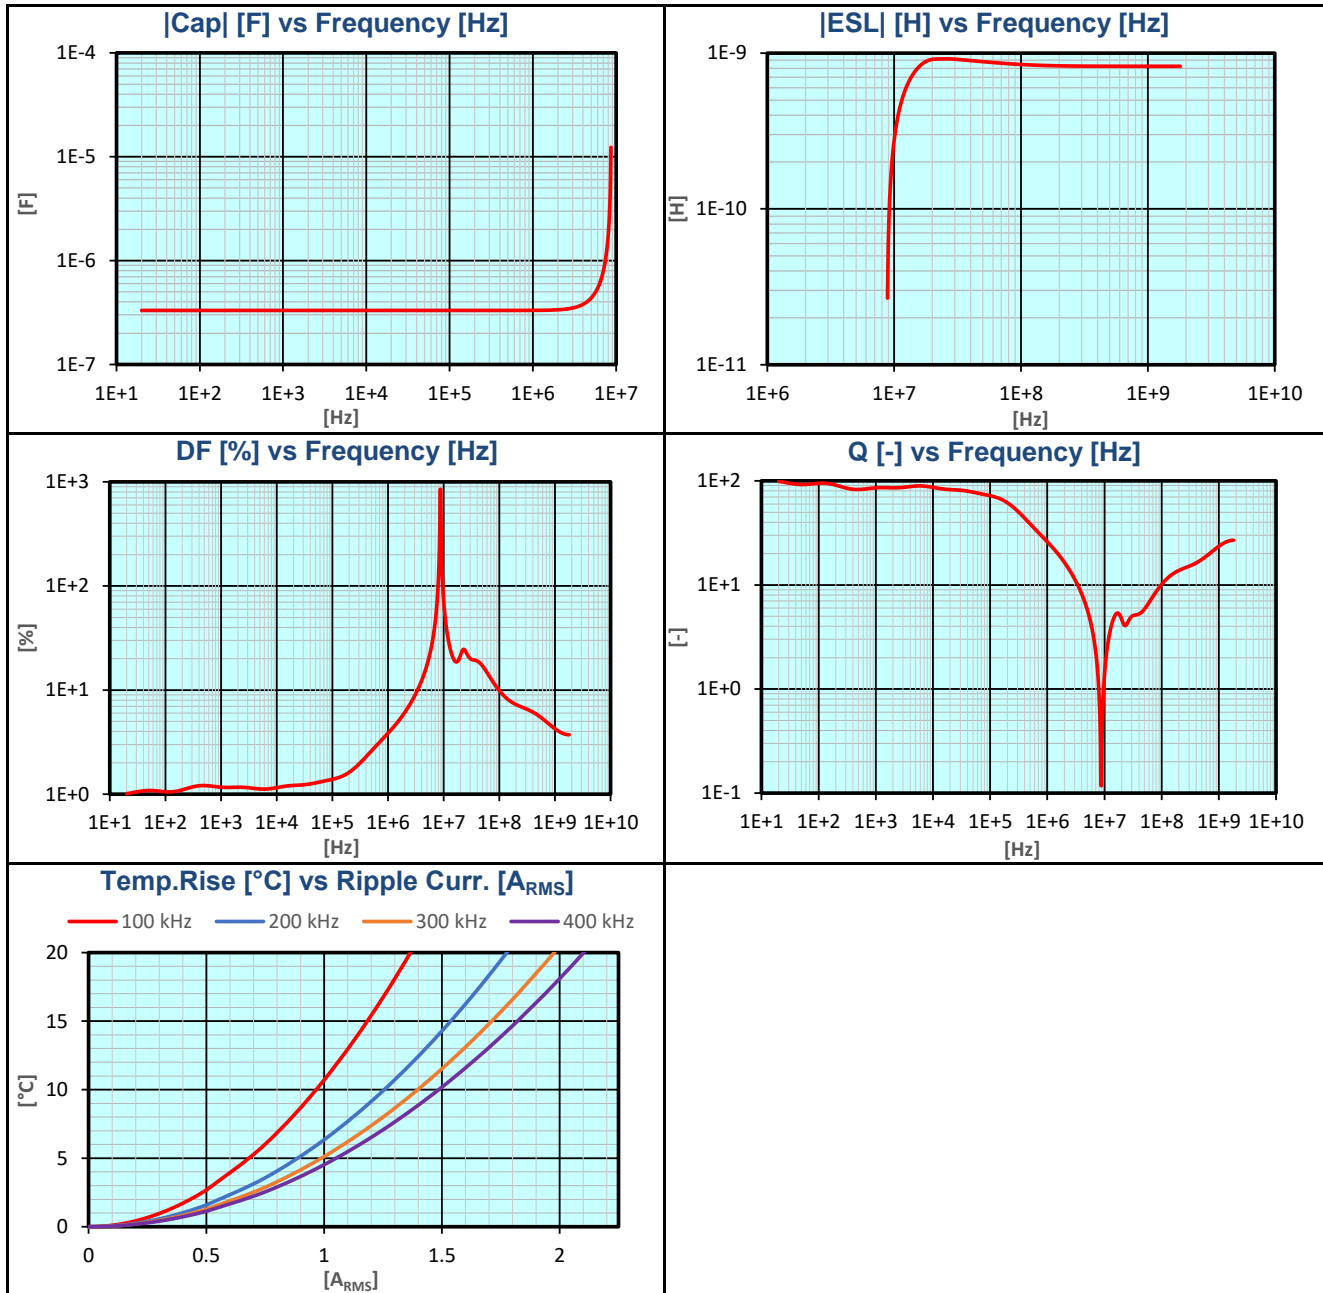 |Cap| [F] vs Frequency [Hz]
1E-4
1E-5
1E-6
1E-7
[F]
1E+1 1E+2 1E+3 1E+4 1E+5 1E+6 1E+7
[Hz]
|ESL| [H] vs Frequency [Hz]
1E-9
1E-10
1E-11
[H]
1E+6 1E+7 1E+8 1E+9 1E+10
[Hz]
DF [%] vs Frequency [Hz]
1E+3
1E+2
1E+1
1E+0
[%]
1E+1 1E+2 1E+3 1E+4 1E+5 1E+6 1E+7 1E+8 1E+9 1E+10
[Hz]
Q [-] vs Frequency [Hz]
1E+2
1E+1
1E+0
1E-1
[-]
1E+1 1E+2 1E+3 1E+4 1E+5 1E+6 1E+7 1E+8 1E+9 1E+10
[Hz]
Temp.Rise [°C] vs Ripple Curr. [ARMS]
100 kHz 200 kHz 300 kHz 400 kHz
20
15
10
5
0
[°C]
0 0.5 1 1.5 2
[ARMS]